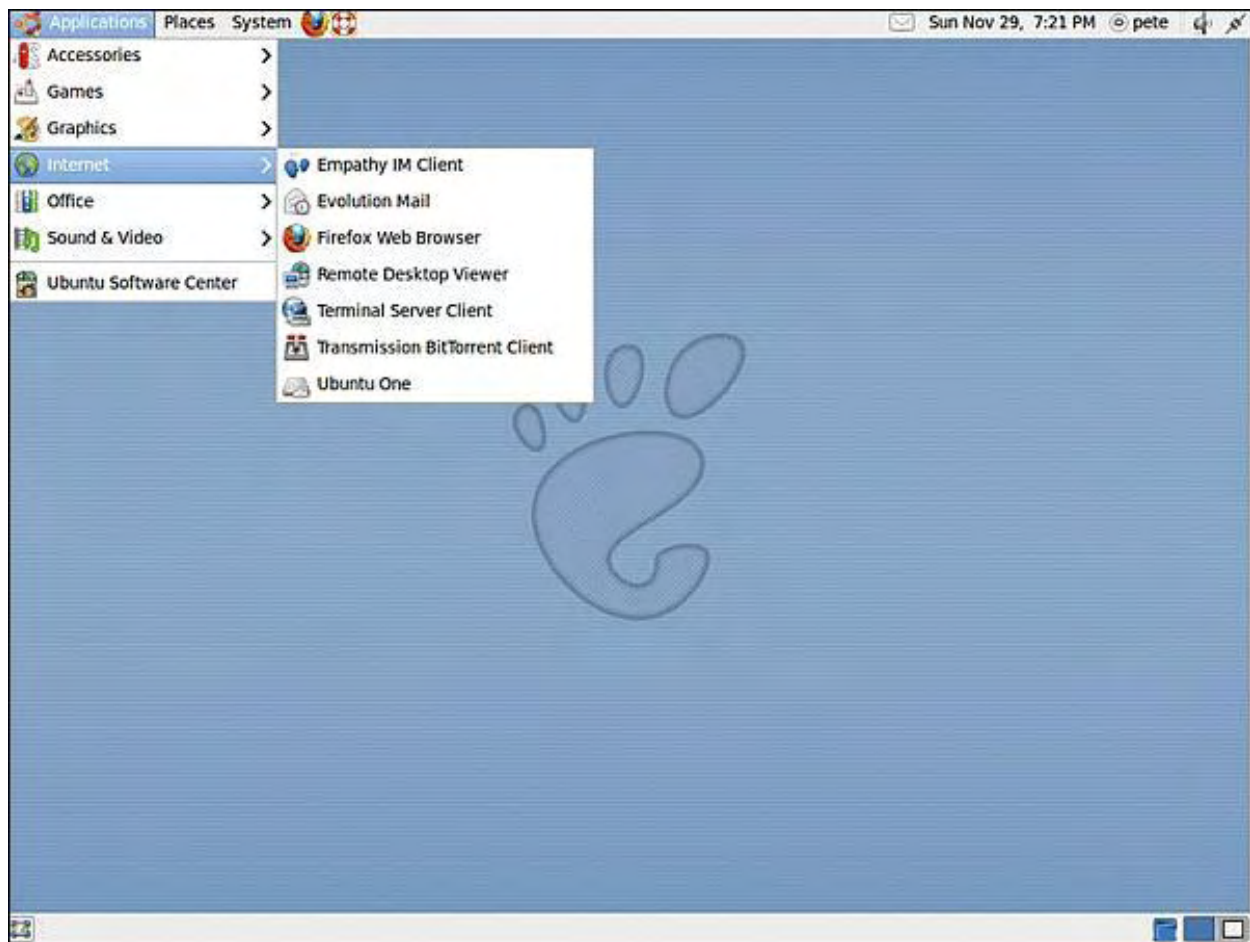 Applications Places System Sun Nov 29, 7:21 PM pete
Accessories
Games
Graphics
Internet
Office
Sound & Video
Ubuntu Software Center
Empathy IM Client
Evolution Mail
Firefox Web Browser
Remote Desktop Viewer
Terminal Server Client
Transmission BitTorrent Client
Ubuntu One